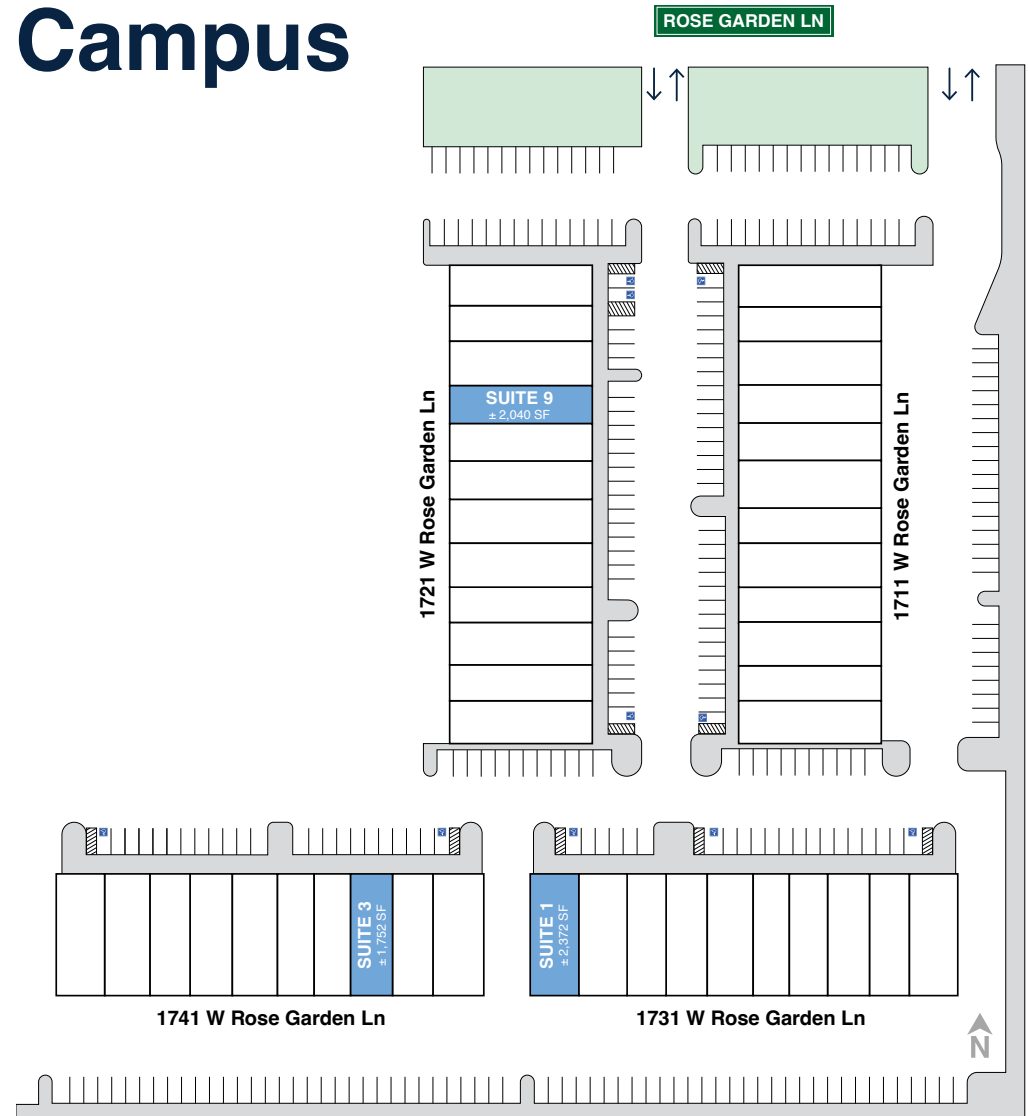 Campus
ROSE GARDEN LN
SUITE 9
± 2,040 SF
1721 W Rose Garden Ln
1711 W Rose Garden Ln
SUITE 3
± 1,752 SF
SUITE 1
± 2,372 SF
1741 W Rose Garden Ln
1731 W Rose Garden Ln
N